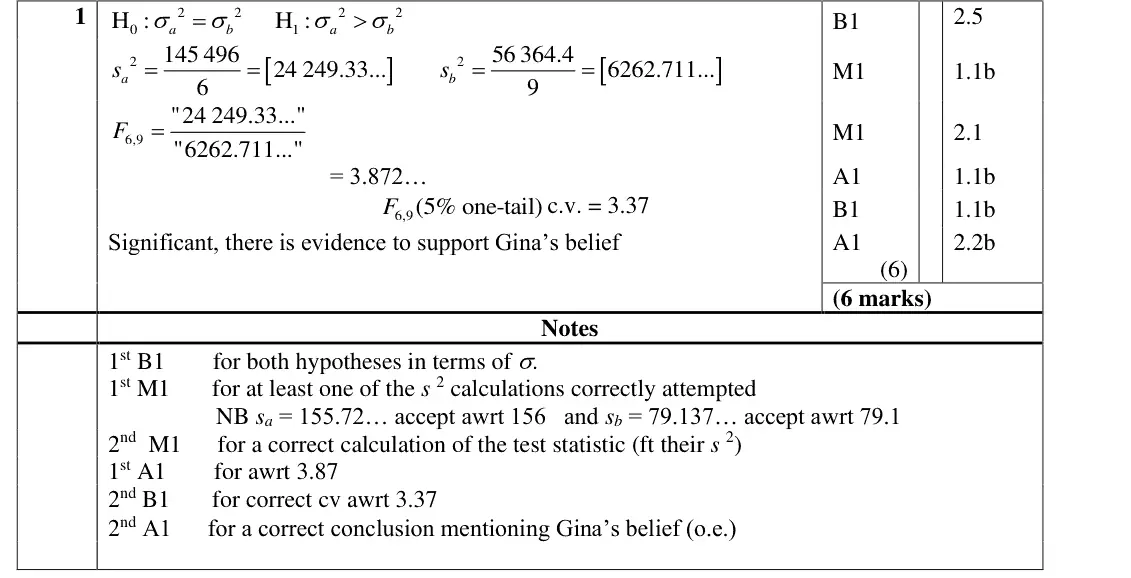 1 H₀ : σₐ² = σ_b² H₁ : σₐ² > σ_b² B1 2.5
sₐ² = 145 496 / 6 = [24 249.33...] s_b² = 56 364.4 / 9 = [6262.711...] M1 1.1b
F₆,₉ = "24 249.33..." / "6262.711..." M1 2.1
= 3.872… A1 1.1b
F₆,₉ (5% one-tail) c.v. = 3.37 B1 1.1b
Significant, there is evidence to support Gina’s belief A1 2.2b
(6)
(6 marks)
Notes
1st B1 for both hypotheses in terms of σ.
1st M1 for at least one of the s ² calculations correctly attempted
NB sₐ = 155.72… accept awrt 156 and s_b = 79.137… accept awrt 79.1
2nd M1 for a correct calculation of the test statistic (ft their s ²)
1st A1 for awrt 3.87
2nd B1 for correct cv awrt 3.37
2nd A1 for a correct conclusion mentioning Gina’s belief (o.e.)